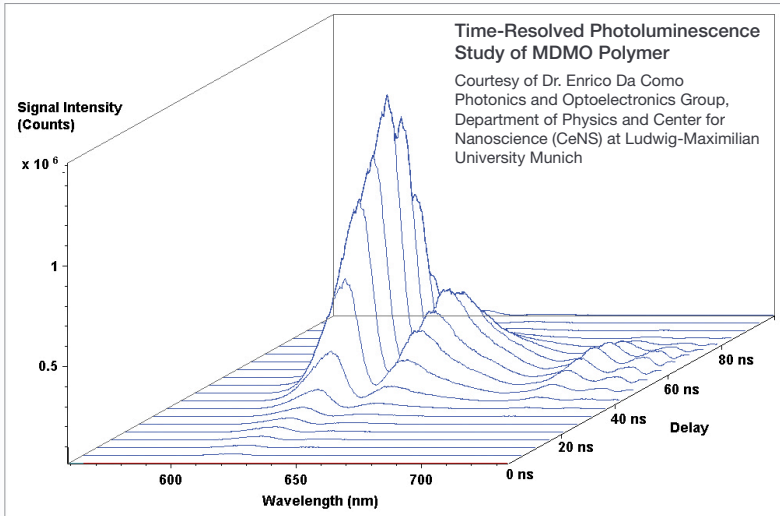 Time-Resolved Photoluminescence
Study of MDMO Polymer
Courtesy of Dr. Enrico Da Como
Photonics and Optoelectronics Group,
Department of Physics and Center for
Nanoscience (CeNS) at Ludwig-Maximilian
University Munich
Signal Intensity
(Counts)
x 10 6
1
0.5
80 ns
60 ns
40 ns
Delay
20 ns
0 ns
600
650
700
Wavelength (nm)